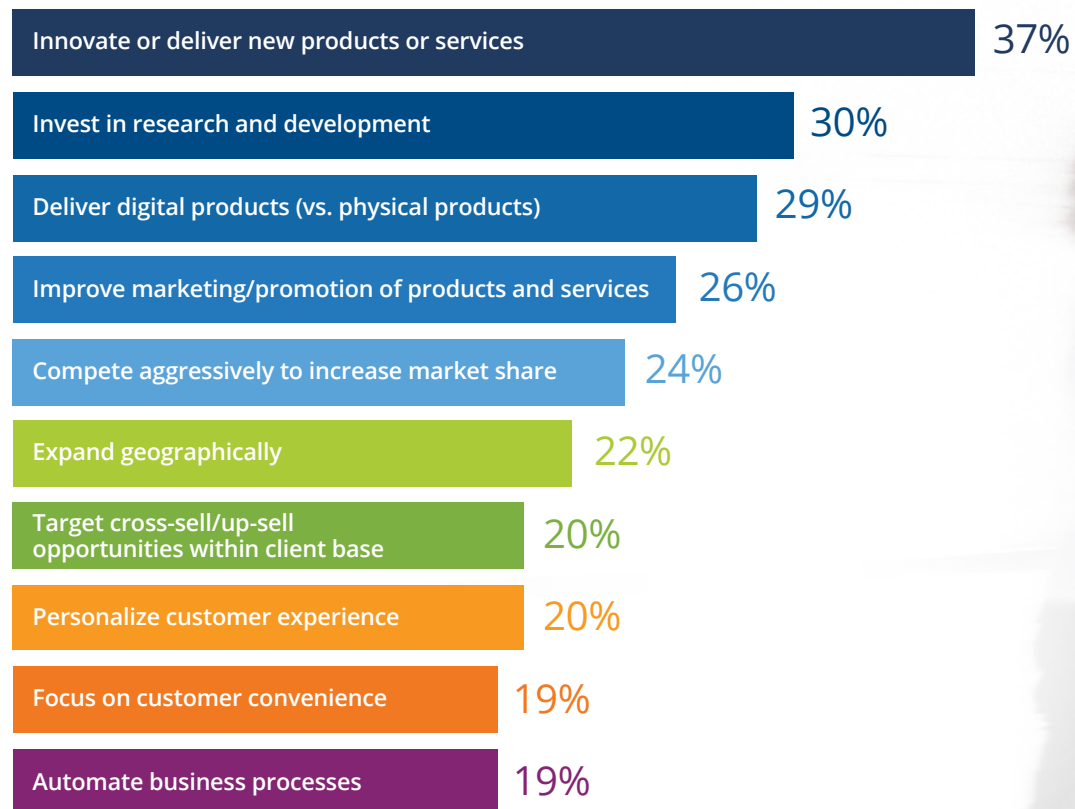 Innovate or deliver new products or services 37%
Invest in research and development 30%
Deliver digital products (vs. physical products) 29%
Improve marketing/promotion of products and services 26%
Compete aggressively to increase market share 24%
Expand geographically 22%
Target cross-sell/up-sell
opportunities within client base 20%
Personalize customer experience 20%
Focus on customer convenience 19%
Automate business processes 19%